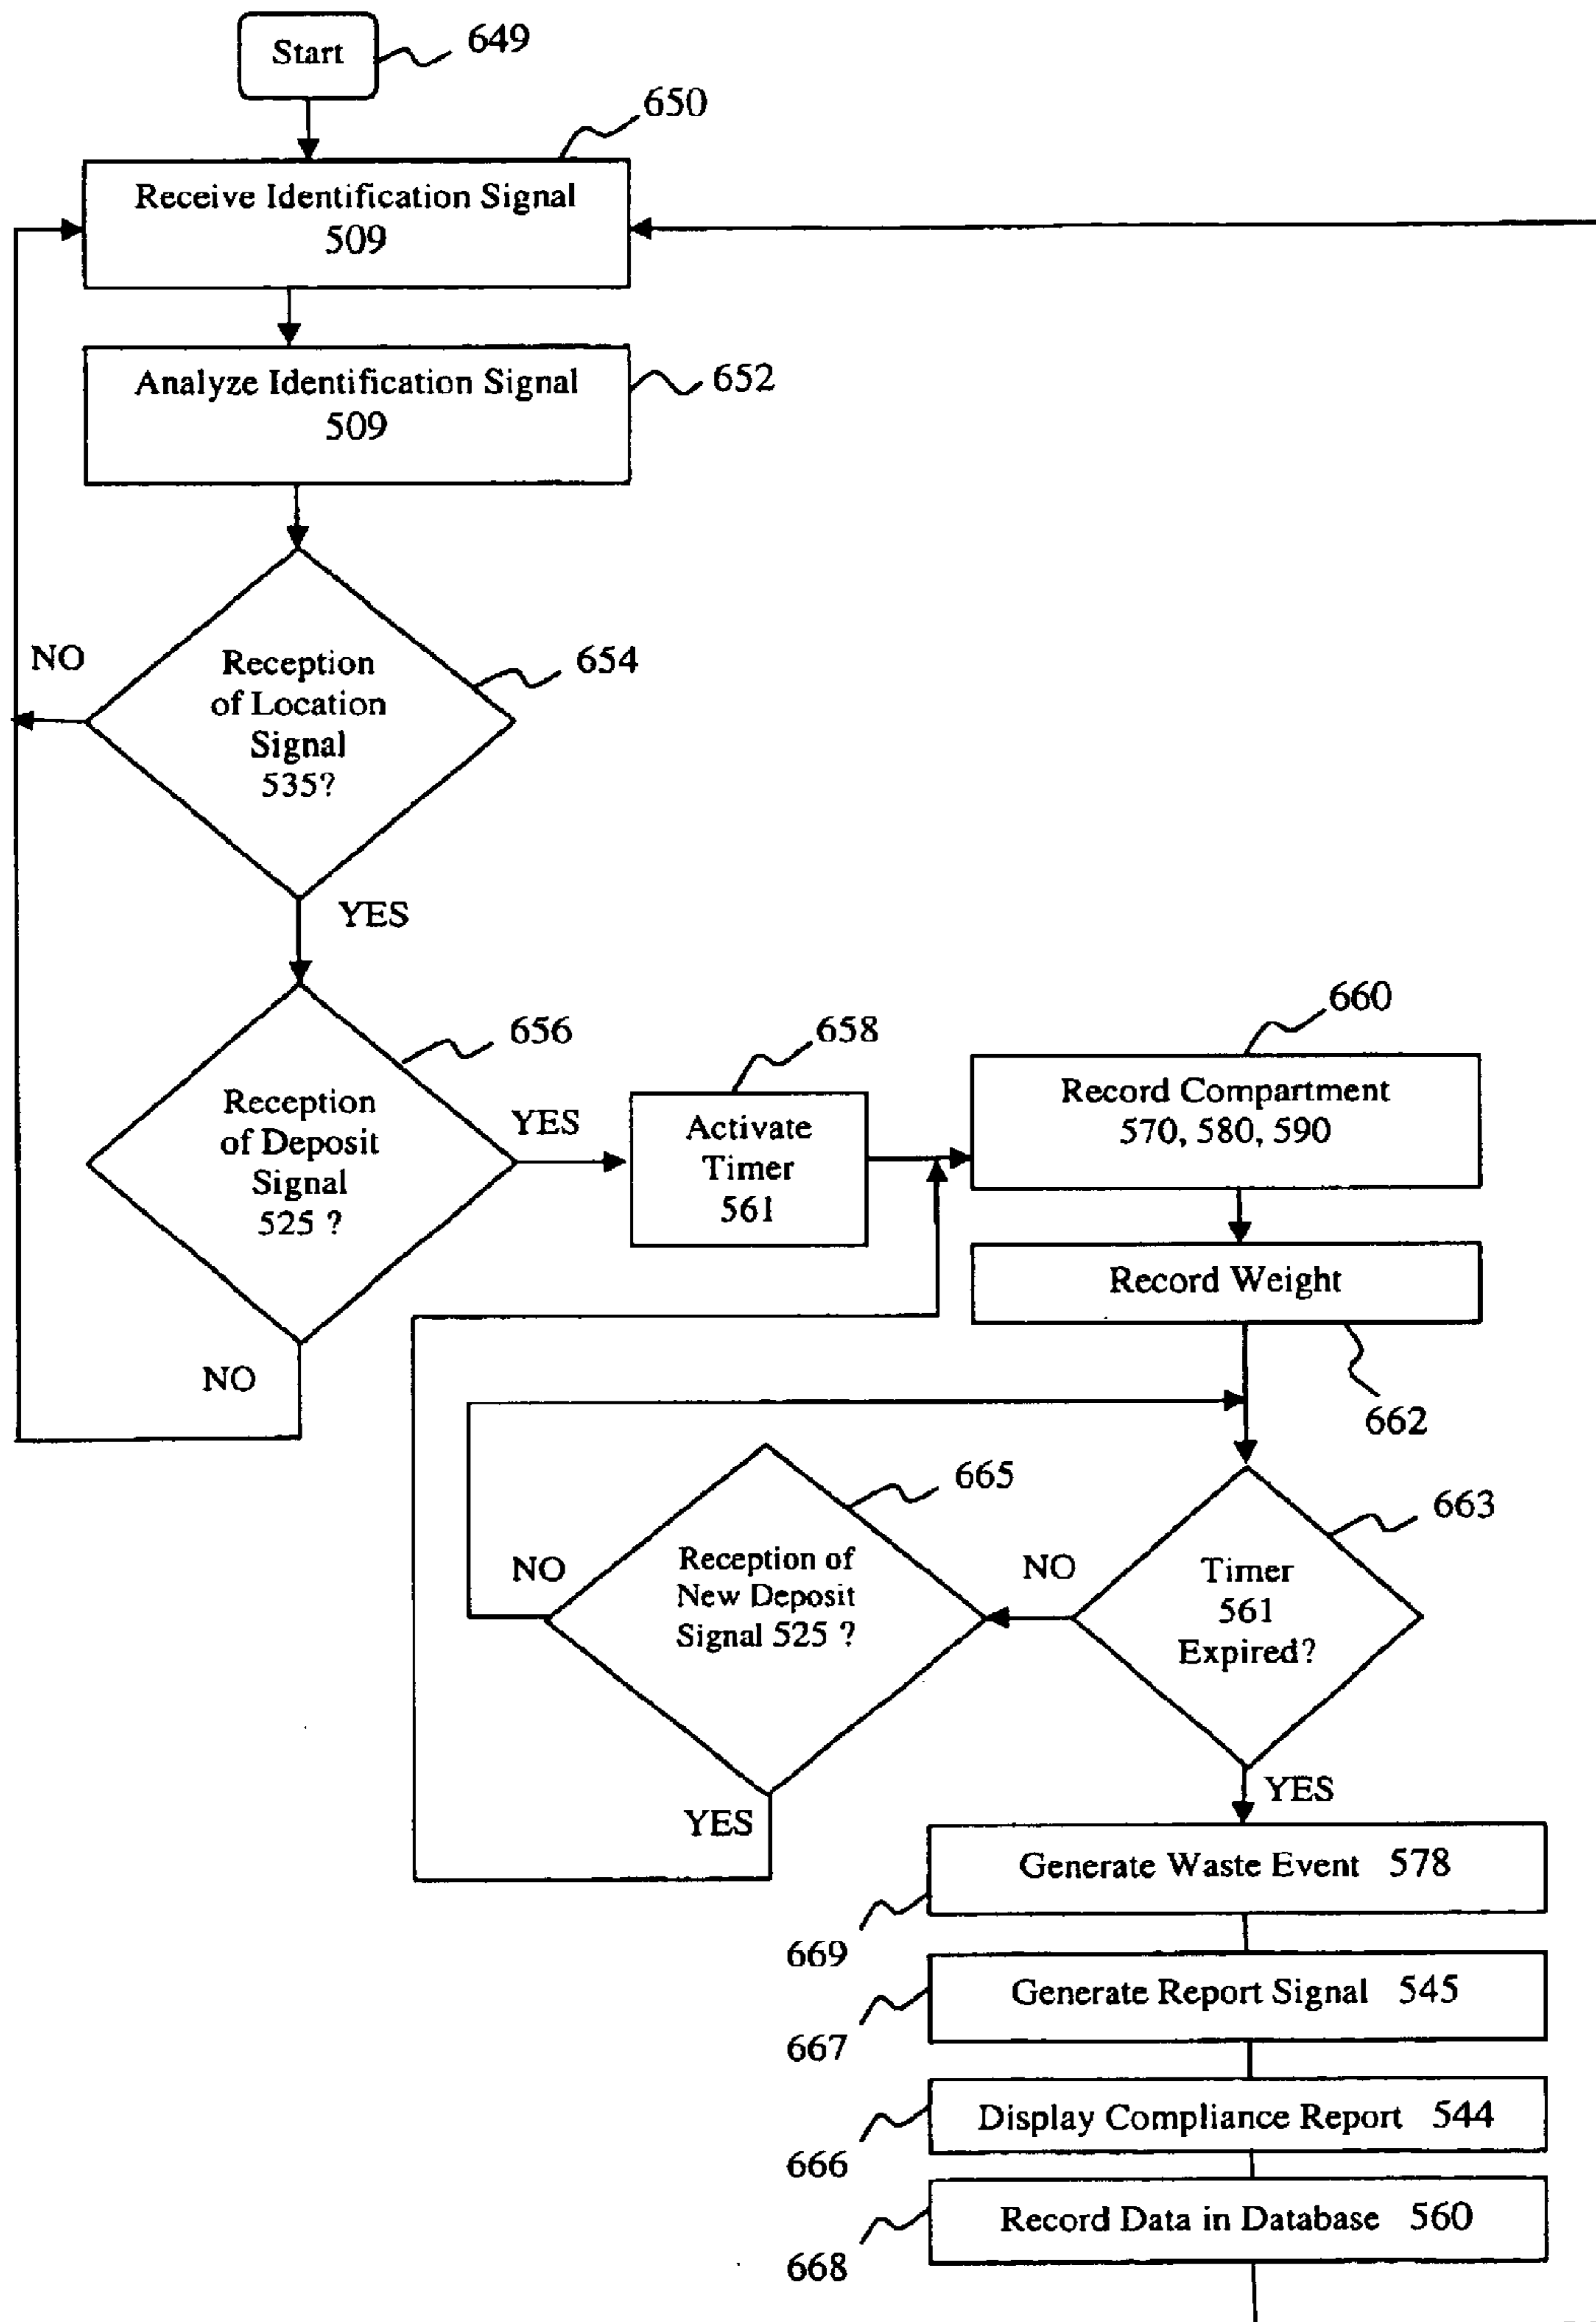 Start
649
650
Receive Identification Signal
509
Analyze Identification Signal
509
652
NO
Reception
of Location
Signal
535?
654
YES
Reception
of Deposit
Signal
525 ?
656
YES
NO
658
Activate
Timer
561
660
Record Compartment
570, 580, 590
Record Weight
662
665
Reception of
New Deposit
Signal 525 ?
NO
YES
663
NO
Timer
561
Expired?
YES
Generate Waste Event 578
669
Generate Report Signal 545
667
Display Compliance Report 544
666
Record Data in Database 560
668